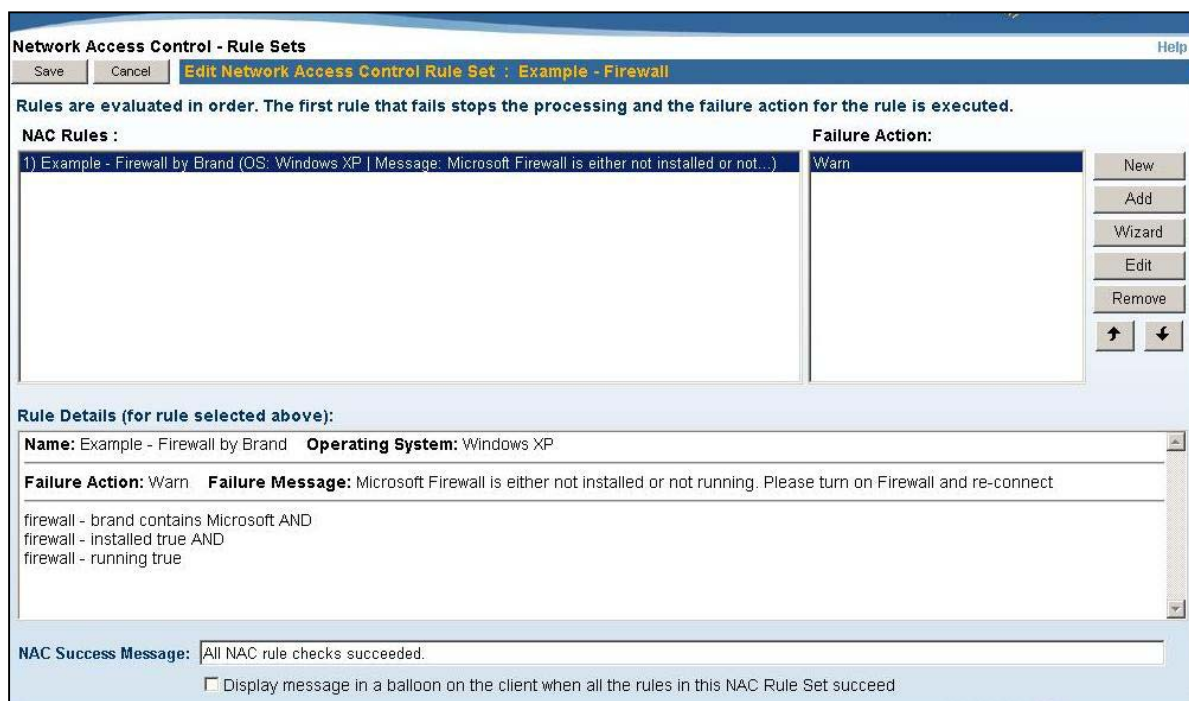 Network Access Control - Rule Sets
Help
Save
Cancel
Edit Network Access Control Rule Set : Example - Firewall
Rules are evaluated in order. The first rule that fails stops the processing and the failure action for the rule is executed.
NAC Rules :
Failure Action:
1) Example - Firewall by Brand (OS: Windows XP | Message: Microsoft Firewall is either not installed or not...)
Warn
New
Add
Wizard
Edit
Remove
Rule Details (for rule selected above):
Name: Example - Firewall by Brand Operating System: Windows XP
Failure Action: Warn Failure Message: Microsoft Firewall is either not installed or not running. Please turn on Firewall and re-connect
firewall - brand contains Microsoft AND
firewall - installed true AND
firewall - running true
NAC Success Message: All NAC rule checks succeeded.
Display message in a balloon on the client when all the rules in this NAC Rule Set succeed